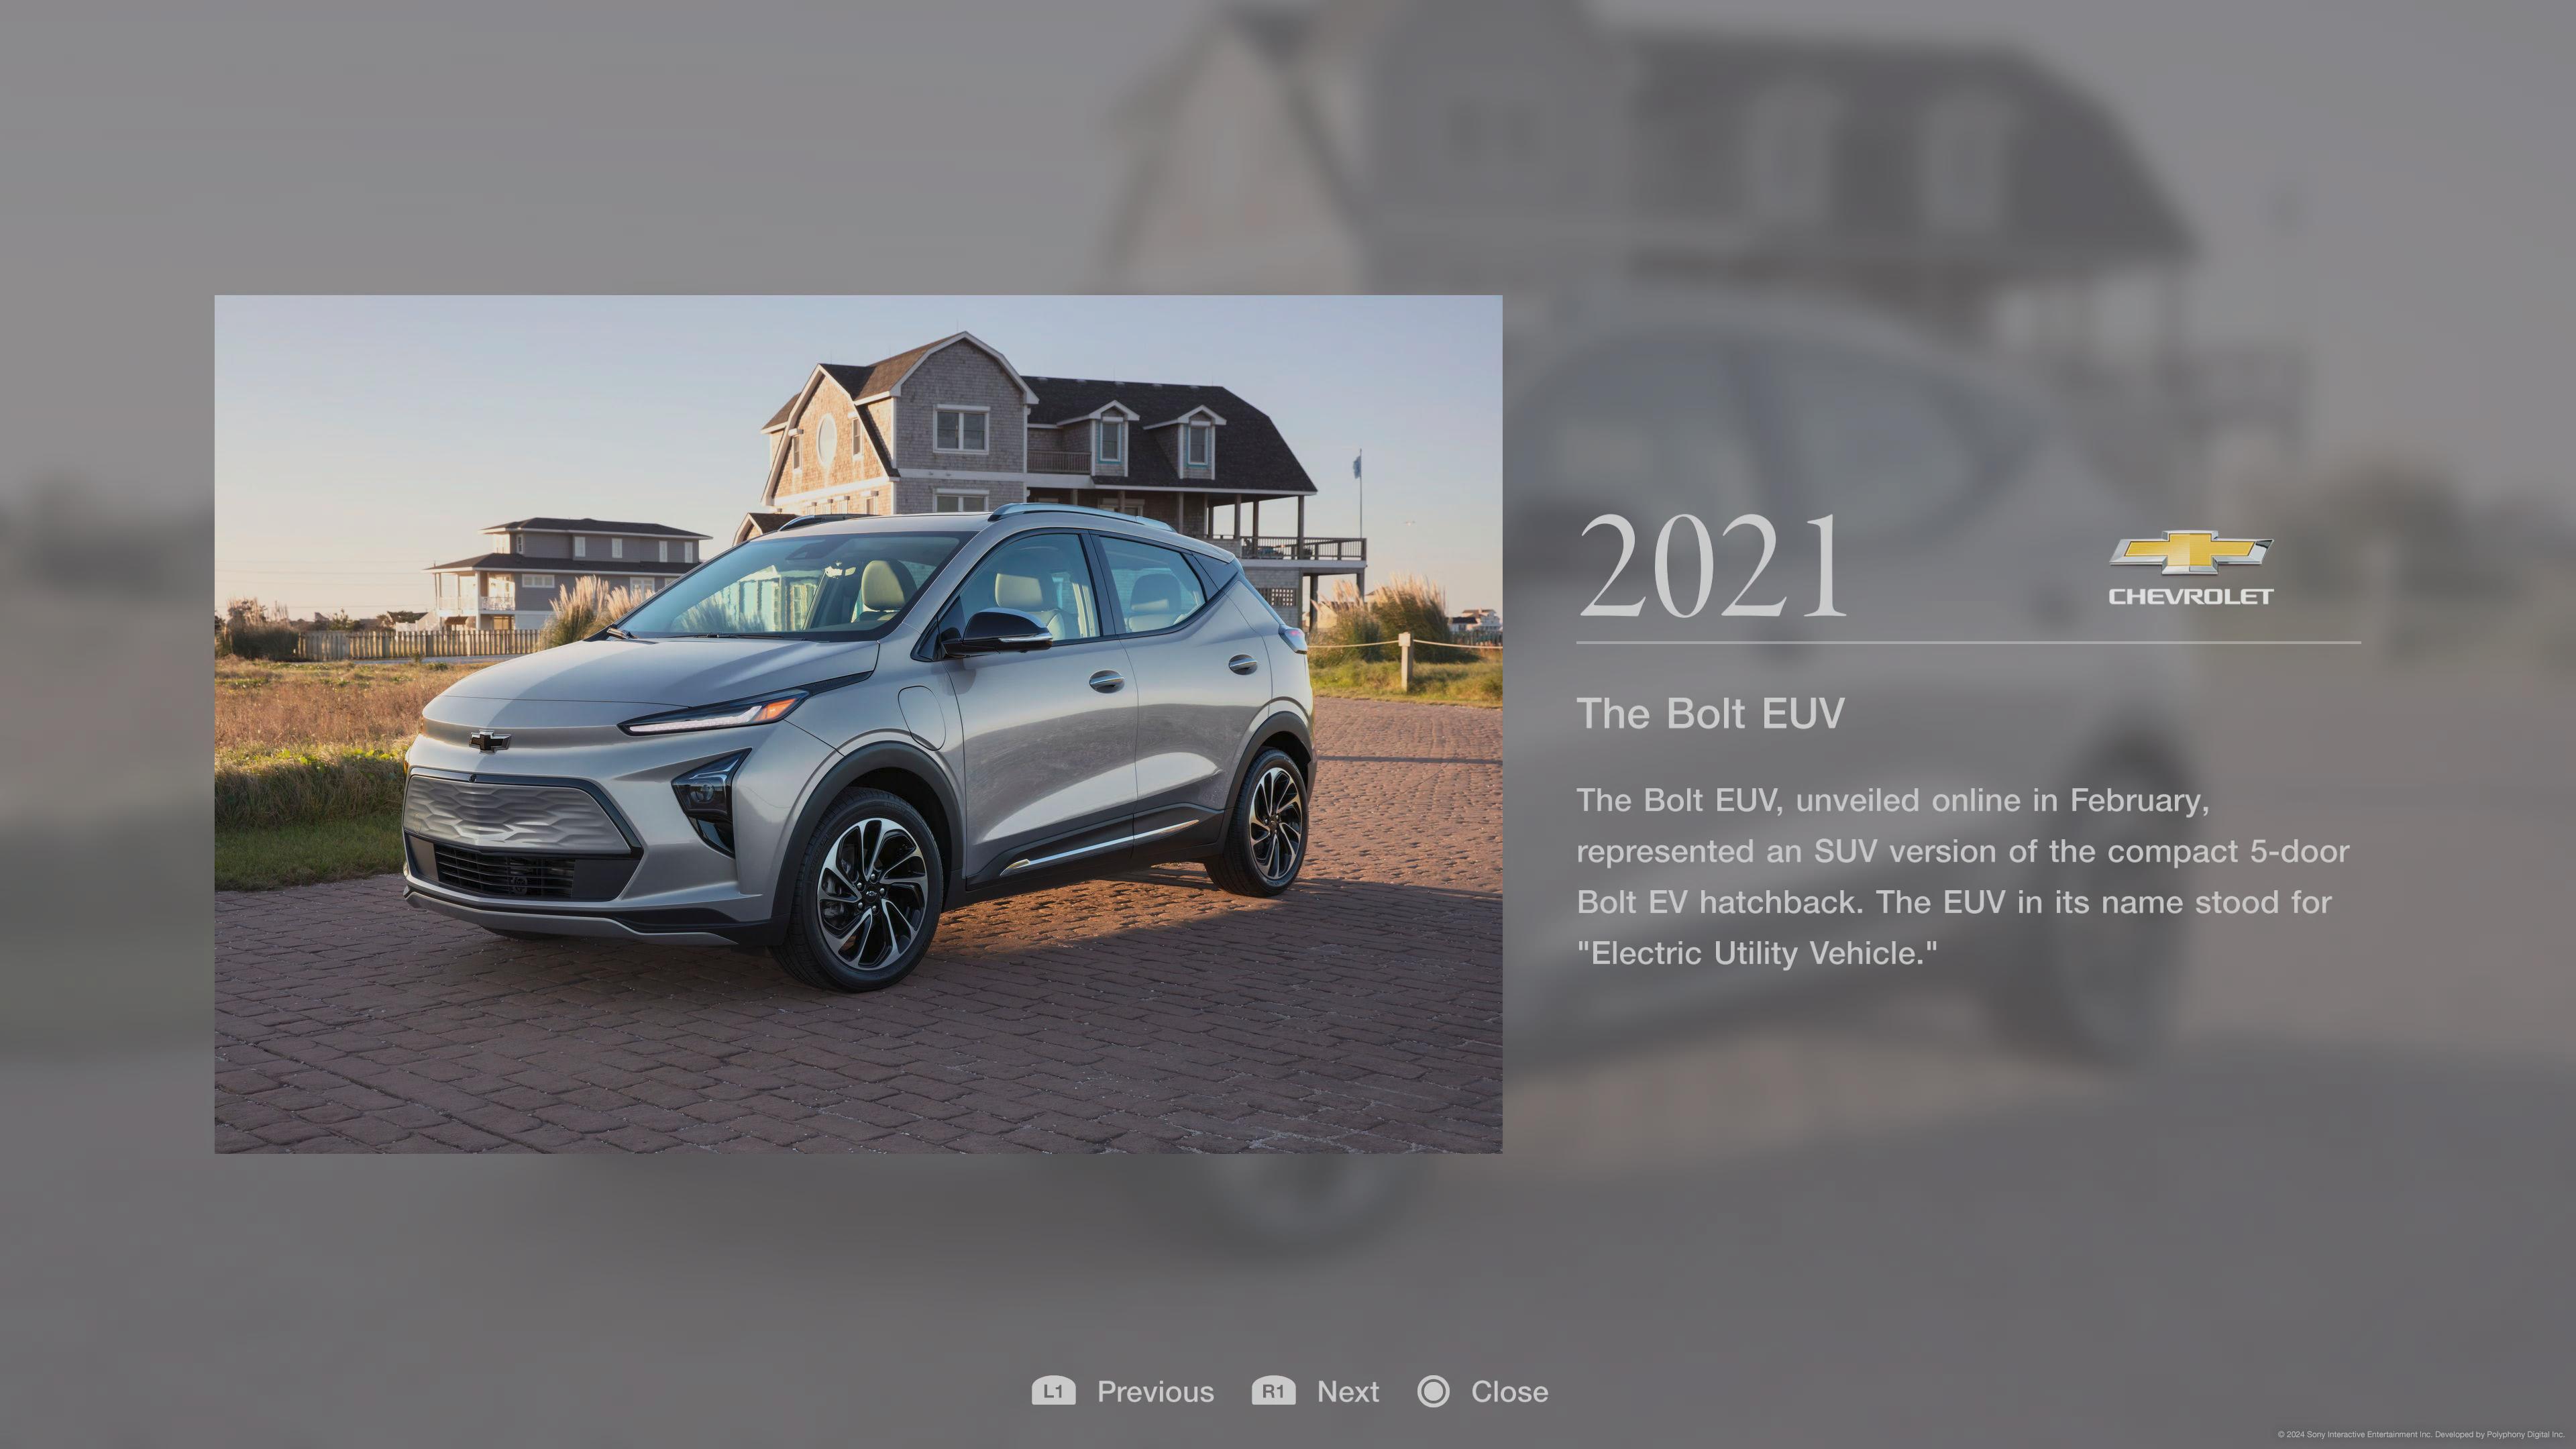 2021
CHEVROLET
The Bolt EUV
The Bolt EUV, unveiled online in February,
represented an SUV version of the compact 5-door
Bolt EV hatchback. The EUV in its name stood for
"Electric Utility Vehicle."
L1 Previous R1 Next Close
© 2024 Sony Interactive Entertainment Inc. Developed by Polyphony Digital Inc.